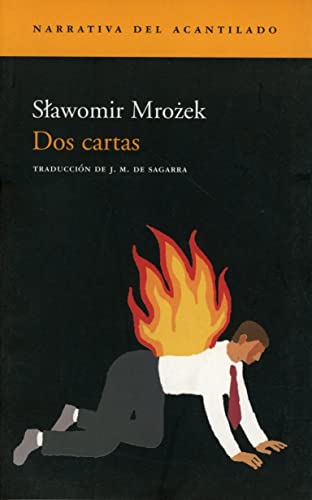 NARRATIVA DEL ACANTILADO
Sławomir Mrożek
Dos cartas
TRADUCCIÓN DE J. M. DE SAGARRA